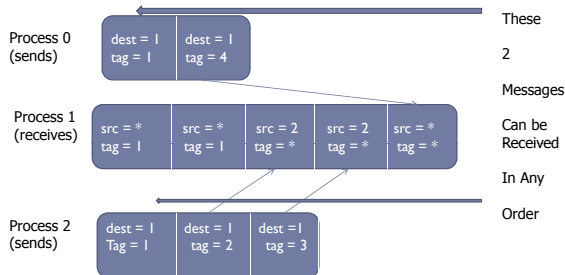 Process 0
(sends)
dest = 1
tag = 1
dest = 1
tag = 4
Process 1
(receives)
src = *
tag = 1
src = *
tag = 1
src = 2
tag = *
src = 2
tag = *
src = *
tag = *
Process 2
(sends)
dest = 1
Tag = 1
dest = 1
tag = 2
dest =1
tag = 3
These
2
Messages
Can be
Received
In Any
Order